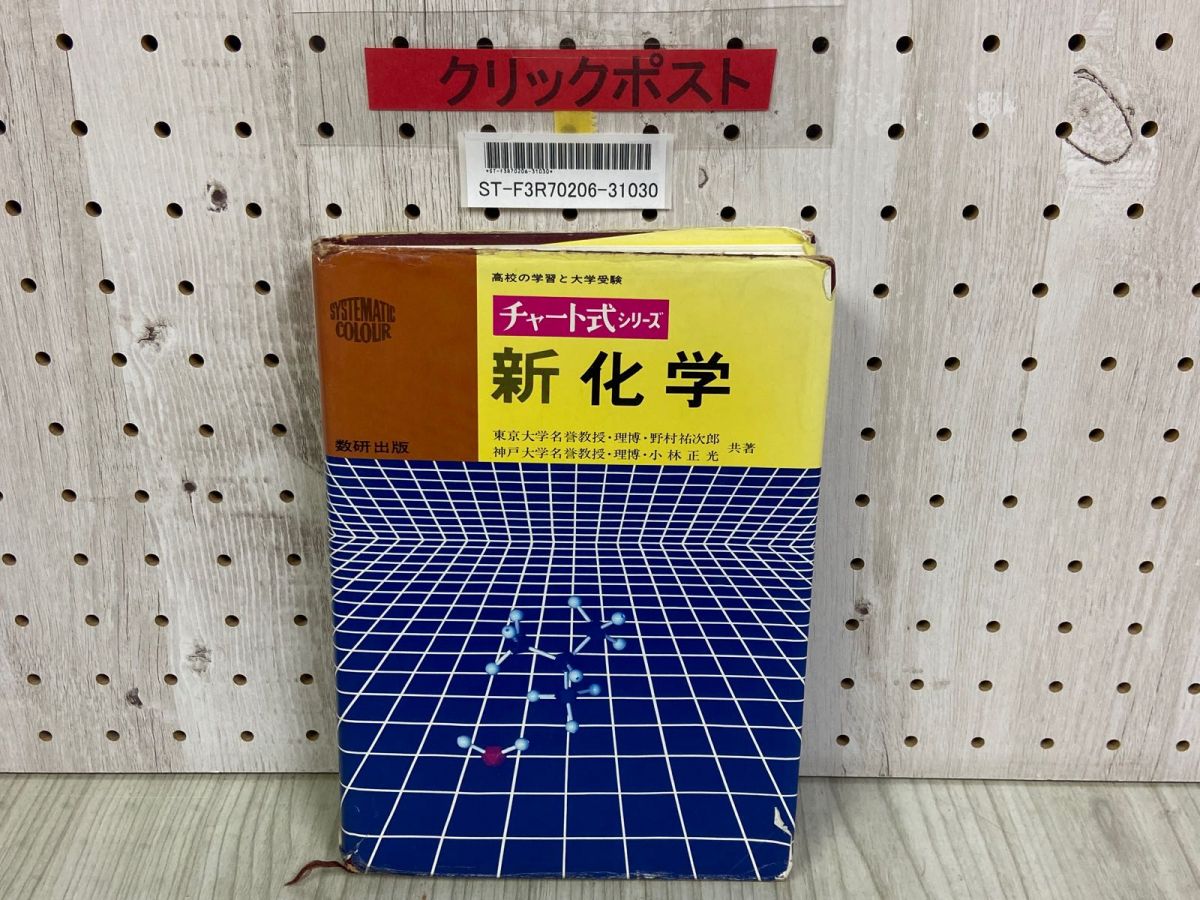 クリックポスト
*ST-F3R70206-31030*
ST-F3R70206-31030
高校の学習と大学受験
SYSTEMATIC
COLOUR
チャート式シリーズ
新化学
東京大学名誉教授・理博・野村祐次郎
神戸大学名誉教授・理博・小林正光
共著
数研出版